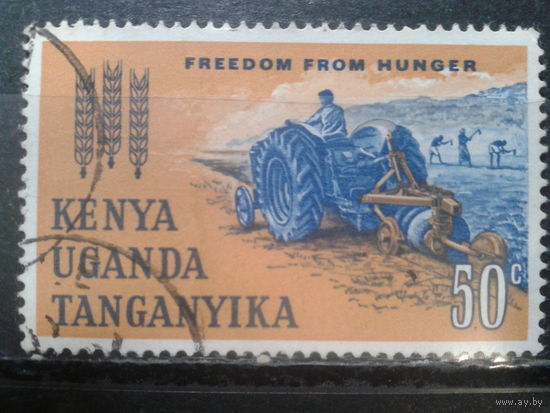 FREEDOM FROM HUNGER
KENYA
UGANDA
TANGANYIKA
50c
www.ay.by